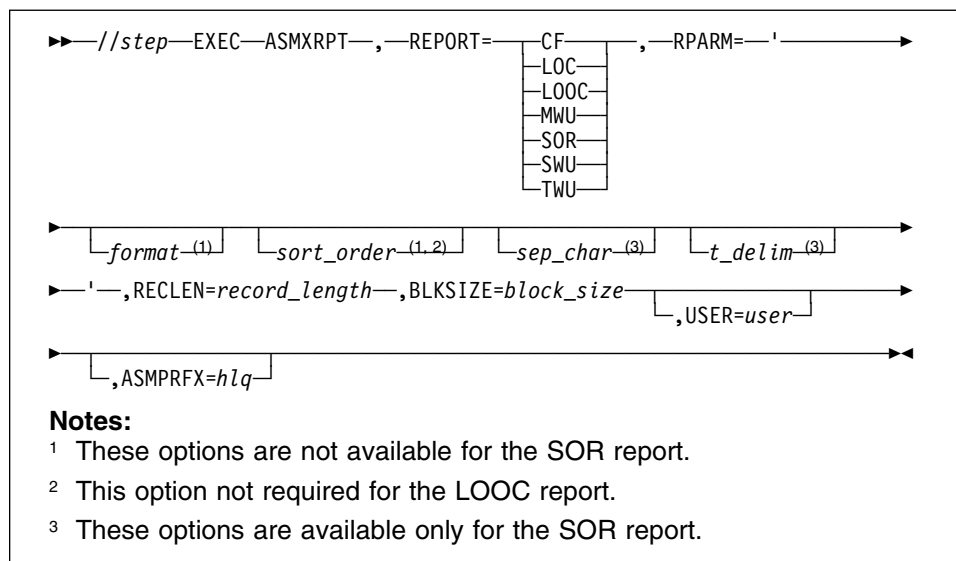 //step EXEC ASMXRPT , REPORT= CF , RPARM= '
LOC
LOOC
MWU
SOR
SWU
TWU
format (1) sort_order (1, 2) sep_char (3) t_delim (3)
' ,RECLEN=record_length ,BLKSIZE=block_size
,USER=user
,ASMPRFX=hlq
Notes:
1 These options are not available for the SOR report.
2 This option not required for the LOOC report.
3 These options are available only for the SOR report.